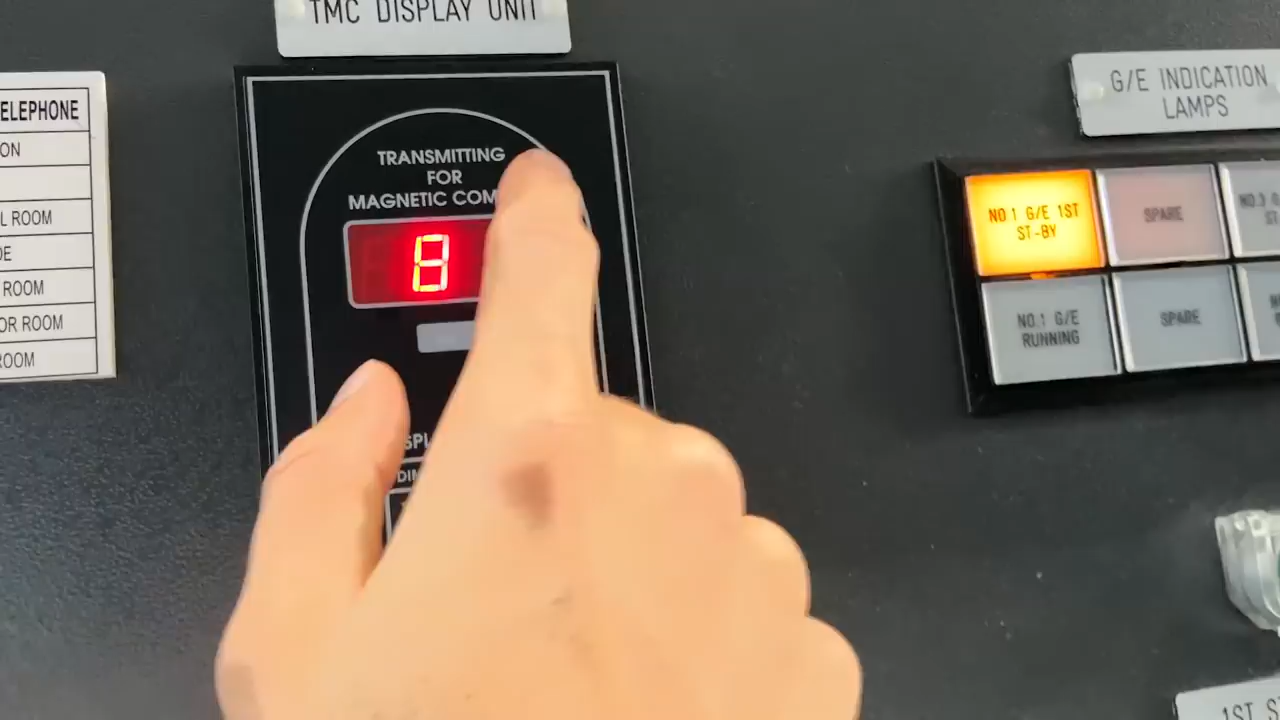 TMC DISPLAY UNIT
TRANSMITTING
FOR
MAGNETIC COM
8
DIM
ELEPHONE
ON
L ROOM
DE
ROOM
OR ROOM
ROOM
G/E INDICATION
LAMPS
NO.1 G/E 1ST
ST-BY
SPARE
NO.1 G/E
RUNNING
SPARE
1ST S